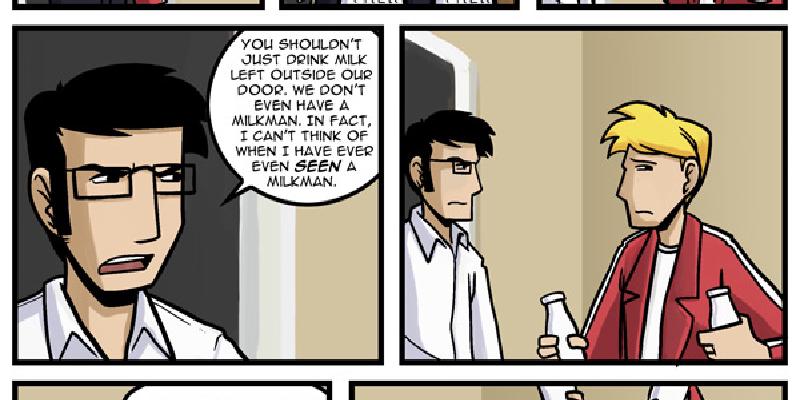 YOU SHOULDN'T
JUST DRINK MILK
LEFT OUTSIDE OUR
DOOR. WE DON'T
EVEN HAVE A
MILKMAN. IN FACT,
I CAN'T THINK OF
WHEN I HAVE EVER
EVEN SEEN A
MILKMAN.